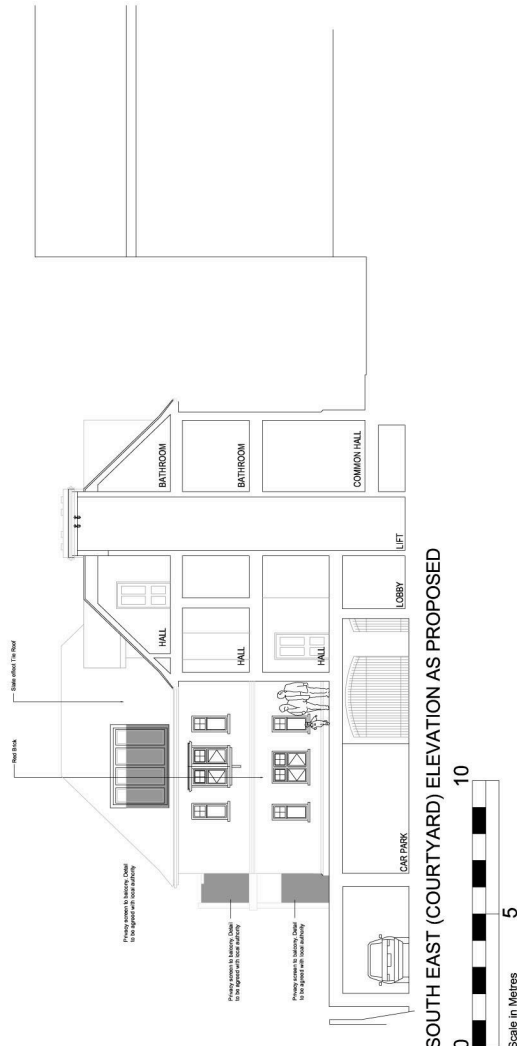 Slate effect Tile Roof
Red Brick
Privacy screen to balcony. Detail
to be agreed with local authority
Privacy screen to balcony. Detail
to be agreed with local authority
Privacy screen to balcony. Detail
to be agreed with local authority
HALL
BATHROOM
HALL
BATHROOM
HALL
COMMON HALL
CAR PARK
LOBBY
LIFT
SOUTH EAST (COURTYARD) ELEVATION AS PROPOSED
0
5
10
Scale in Metres